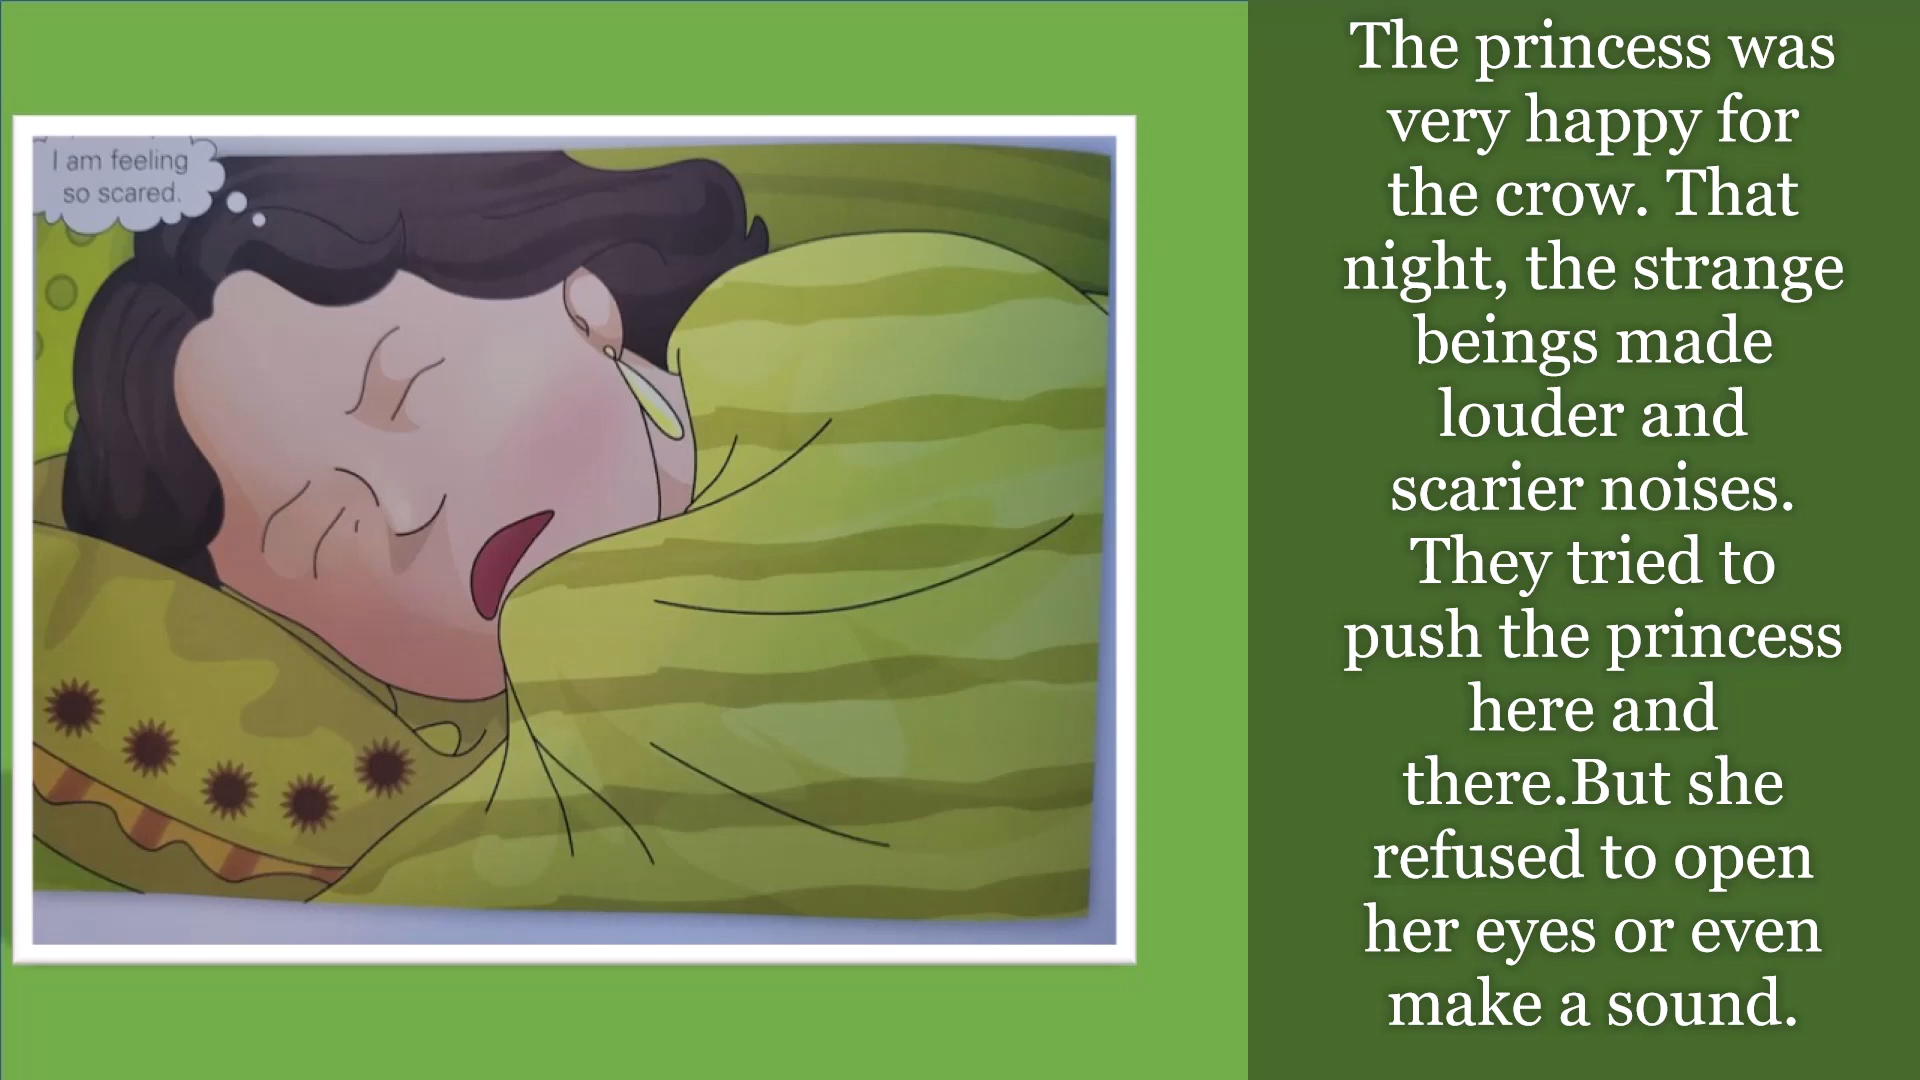 I am feeling
so scared.
The princess was
very happy for
the crow. That
night, the strange
beings made
louder and
scarier noises.
They tried to
push the princess
here and
there.But she
refused to open
her eyes or even
make a sound.